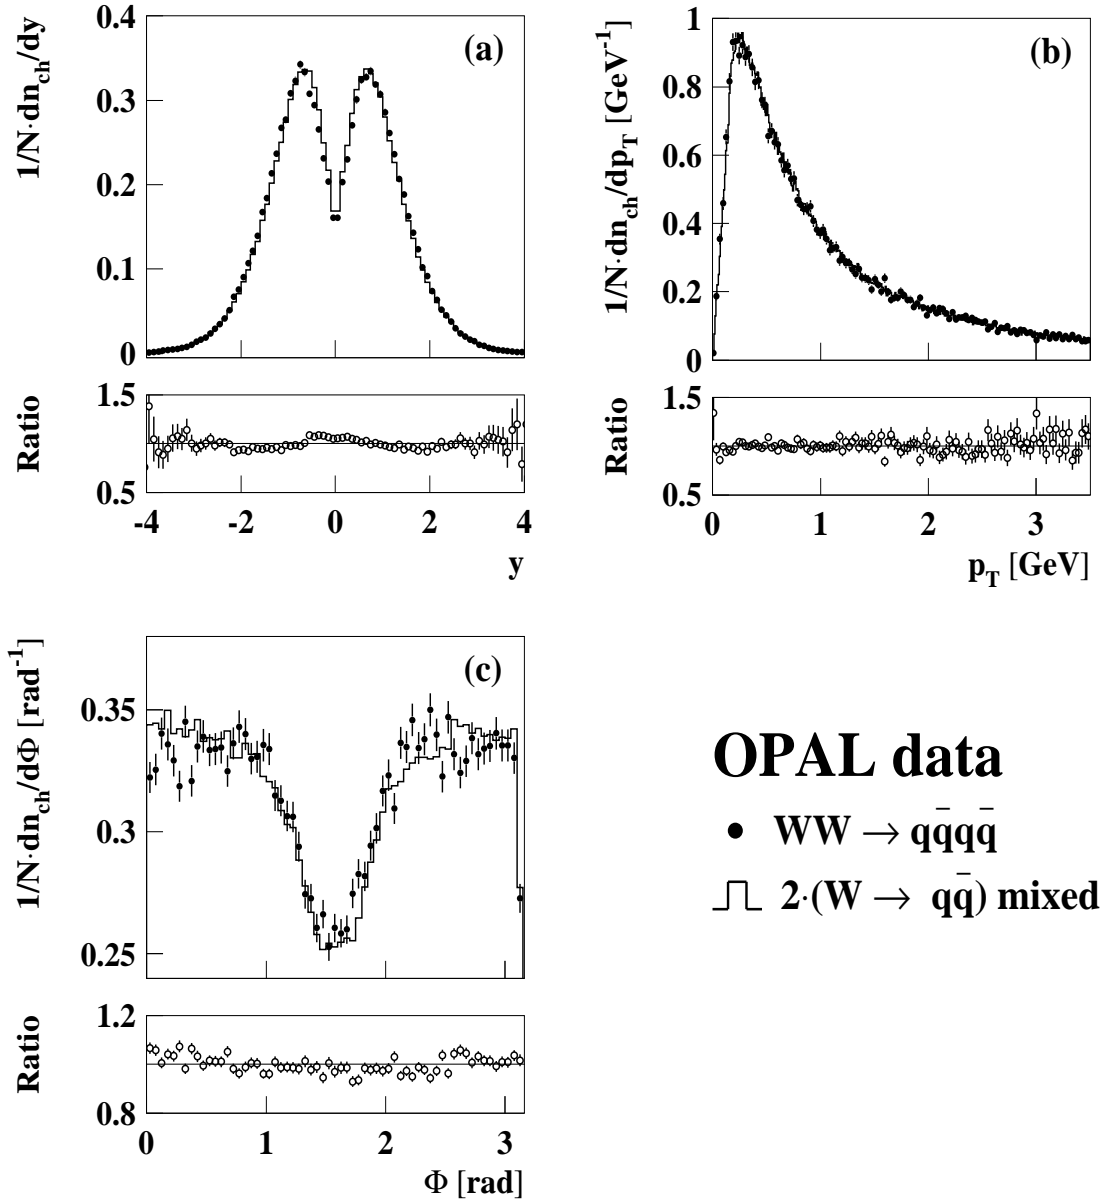 0.4
0.3
0.2
0.1
0
1/N·dn_ch/dy
(a)
1.5
0.5
Ratio
-4 -2 0 2 4
y
1
0.8
0.6
0.4
0.2
0
1/N·dn_ch/dp_T [GeV^-1]
(b)
1.5
0.5
Ratio
0 1 2 3
p_T [GeV]
0.35
0.3
0.25
1/N·dn_ch/dΦ [rad^-1]
(c)
1.2
0.8
Ratio
0 1 2 3
Φ [rad]
OPAL data
WW → qq̄qq̄
2·(W → qq̄) mixed